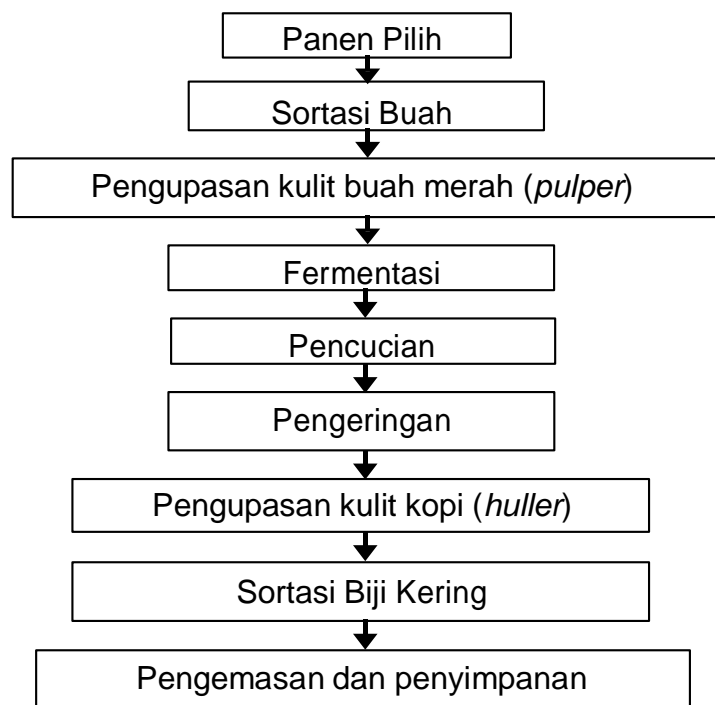 Panen Pilih
Sortasi Buah
Pengupasan kulit buah merah (pulper)
Fermentasi
Pencucian
Pengeringan
Pengupasan kulit kopi (huller)
Sortasi Biji Kering
Pengemasan dan penyimpanan